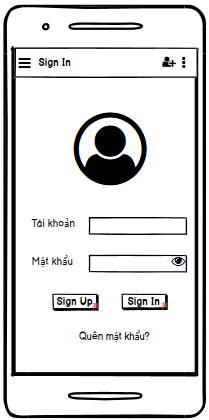 Sign In
Tài khoản
Mật khẩu
Sign Up
Sign In
Quên mật khẩu?